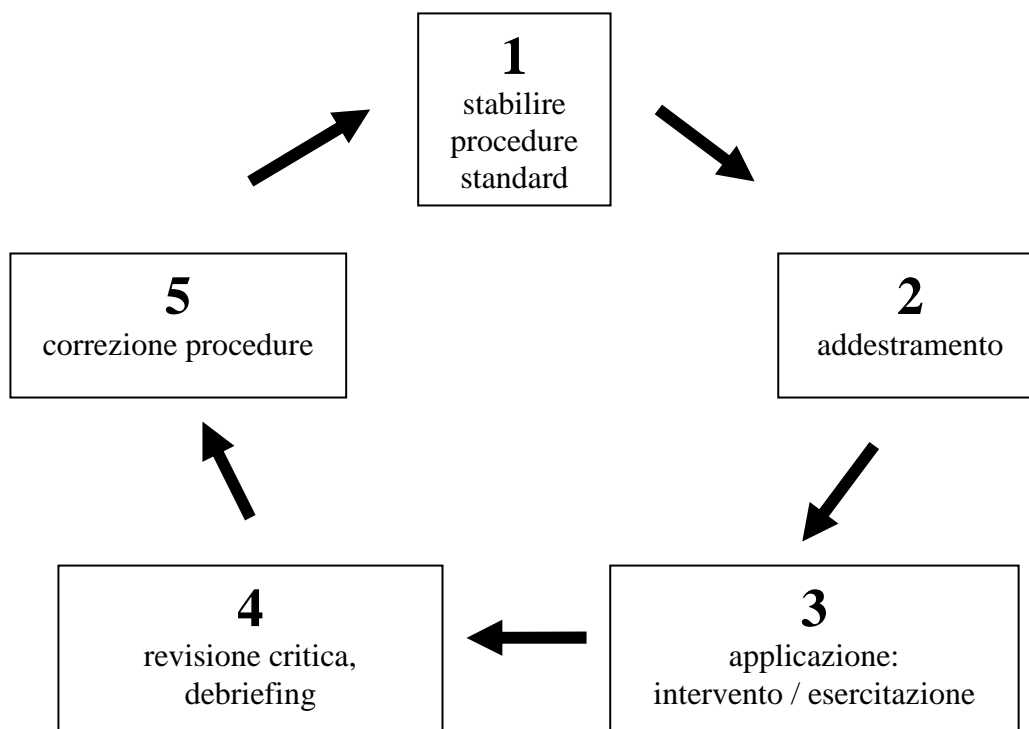 1
stabilire
procedure
standard
2
addestramento
3
applicazione:
intervento / esercitazione
4
revisione critica,
debriefing
5
correzione procedure